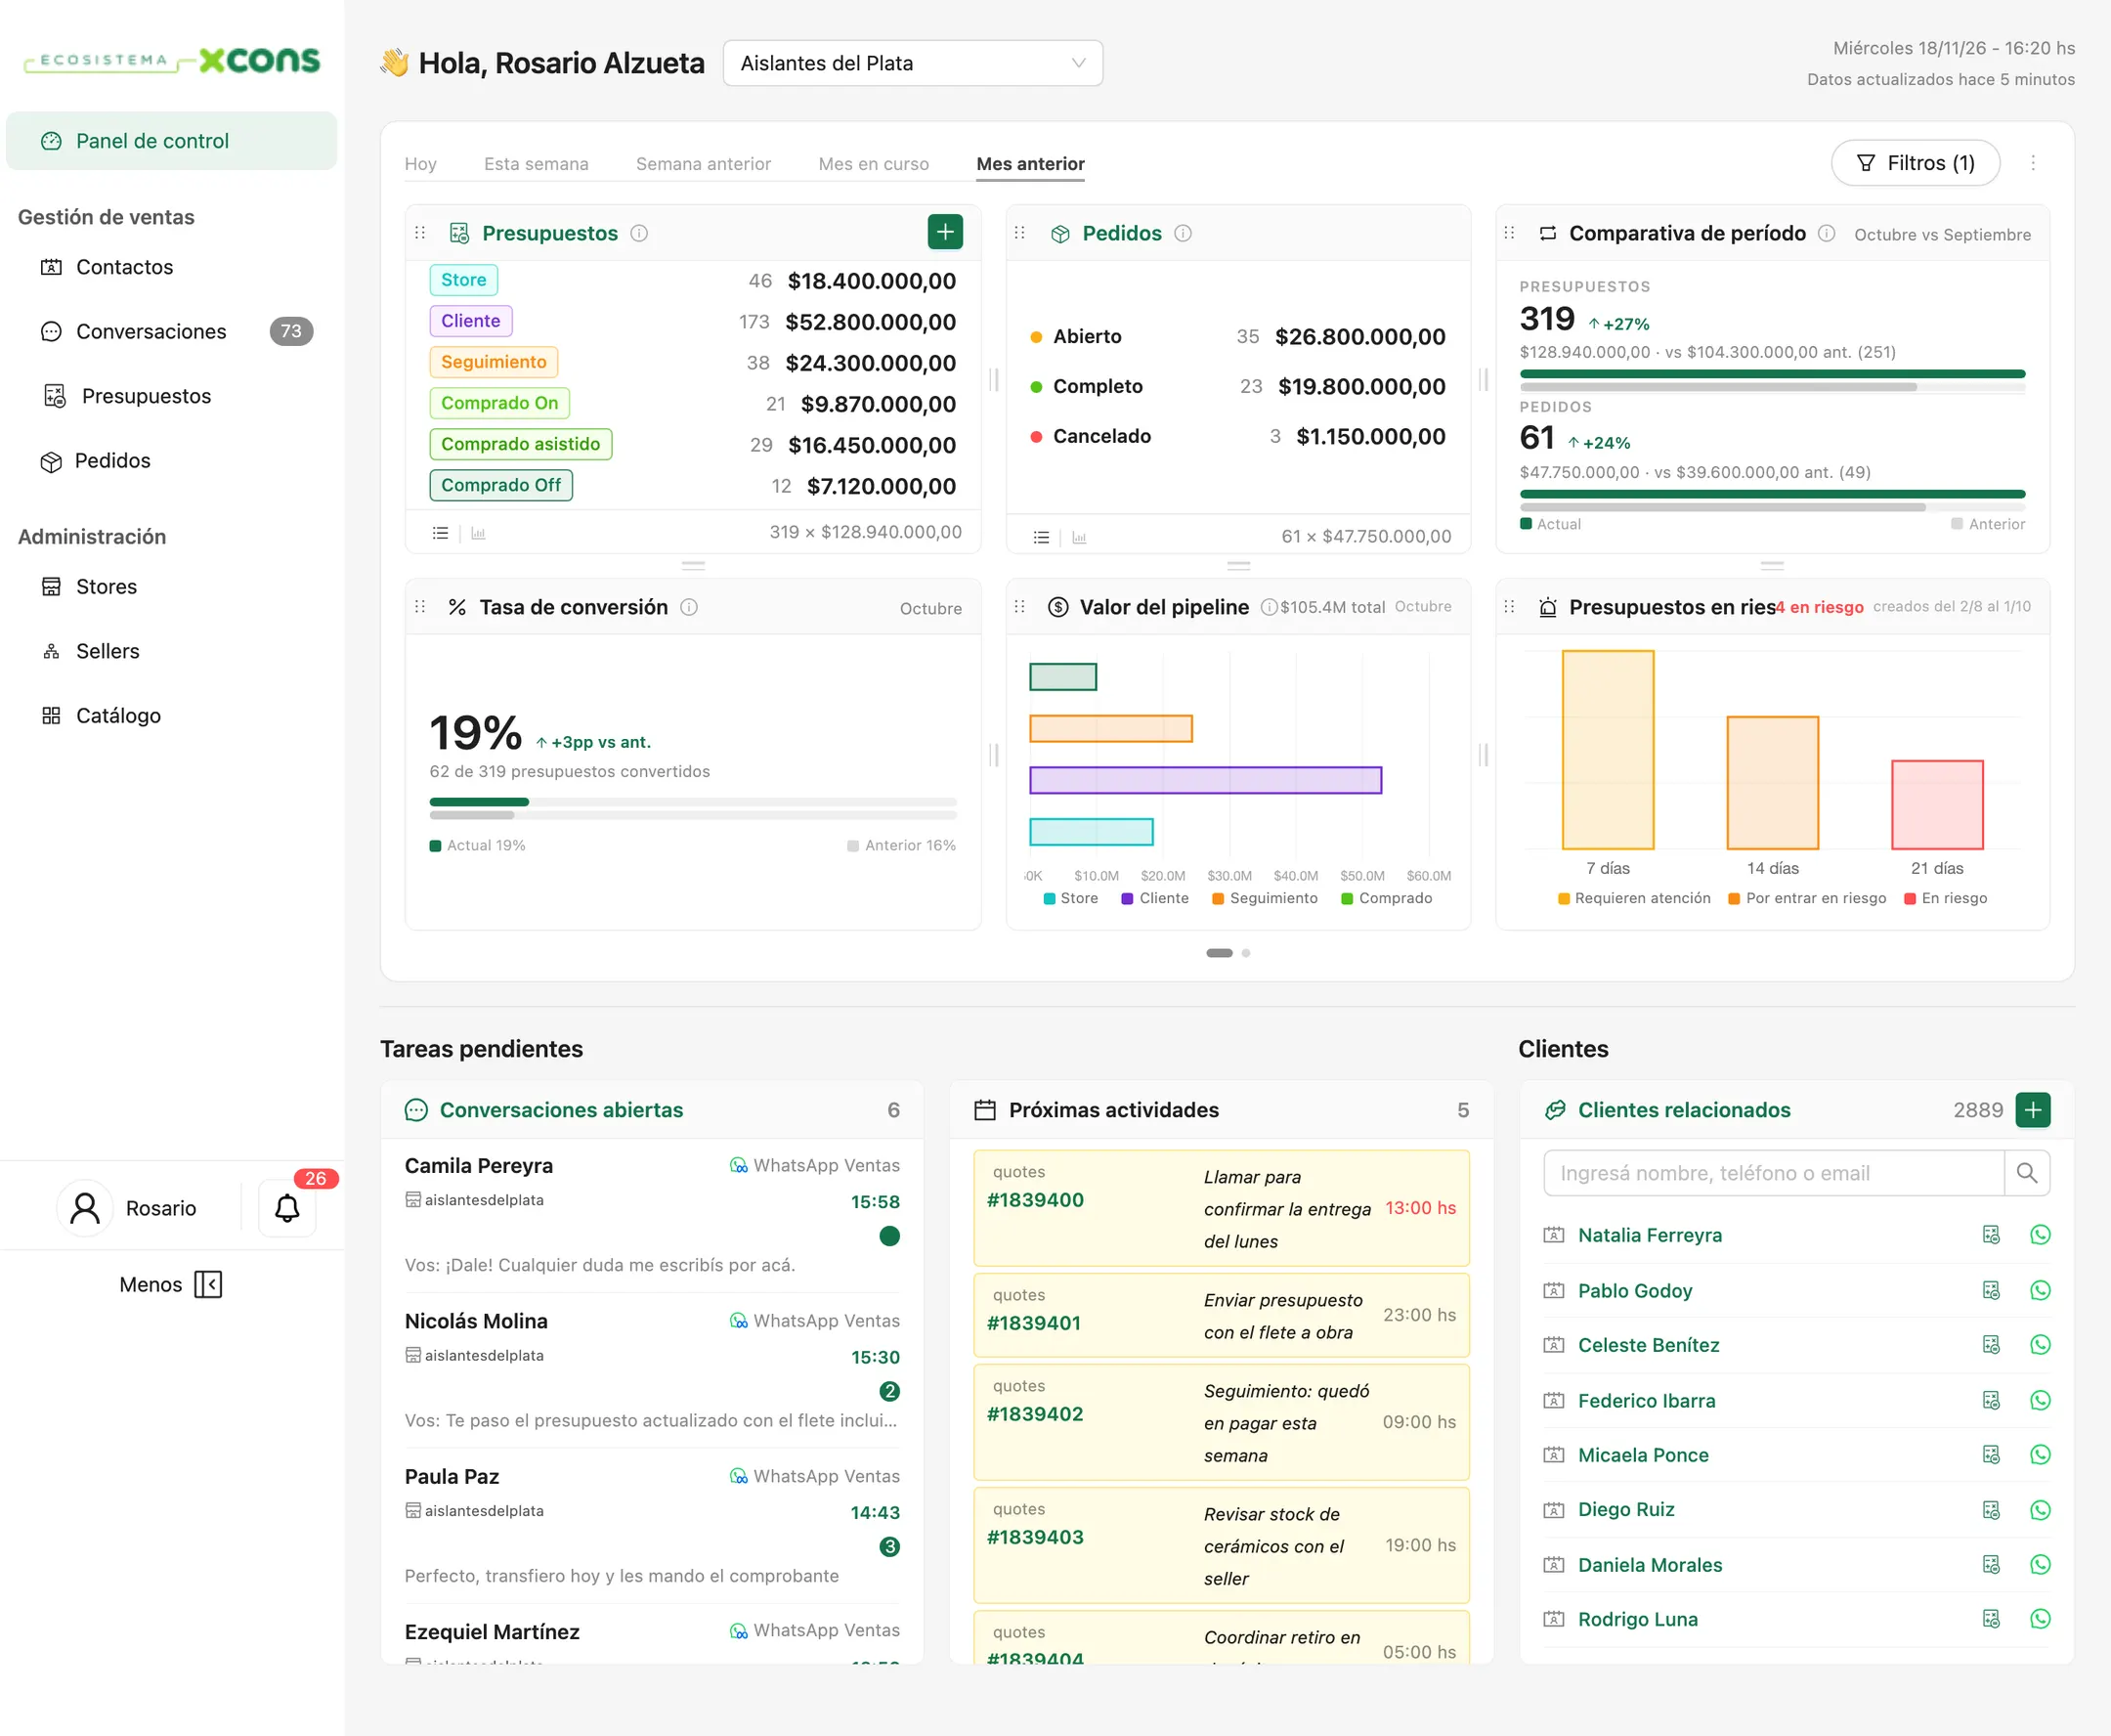 ECOSISTEMA xcons
Panel de control
Gestión de ventas
Contactos
Conversaciones 73
Presupuestos
Pedidos
Administración
Stores
Sellers
Catálogo
Rosario 26
Menos
👋 Hola, Rosario Alzueta
Aislantes del Plata
Miércoles 18/11/26 - 16:20 hs
Datos actualizados hace 5 minutos
Hoy Esta semana Semana anterior Mes en curso Mes anterior
Filtros (1)
Presupuestos
Store 46 $18.400.000,00
Cliente 173 $52.800.000,00
Seguimiento 38 $24.300.000,00
Comprado On 21 $9.870.000,00
Comprado asistido 29 $16.450.000,00
Comprado Off 12 $7.120.000,00
319 × $128.940.000,00
Pedidos
Abierto 35 $26.800.000,00
Completo 23 $19.800.000,00
Cancelado 3 $1.150.000,00
61 × $47.750.000,00
Comparativa de período Octubre vs Septiembre
PRESUPUESTOS
319 +27%
$128.940.000,00 · vs $104.300.000,00 ant. (251)
PEDIDOS
61 +24%
$47.750.000,00 · vs $39.600.000,00 ant. (49)
Actual Anterior
Tasa de conversión Octubre
19% +3pp vs ant.
62 de 319 presupuestos convertidos
Actual 19% Anterior 16%
Valor del pipeline $105.4M total Octubre
0K $10.0M $20.0M $30.0M $40.0M $50.0M $60.0M
Store Cliente Seguimiento Comprado
Presupuestos en ries 4 en riesgo creados del 2/8 al 1/10
7 días 14 días 21 días
Requieren atención Por entrar en riesgo En riesgo
Tareas pendientes
Conversaciones abiertas 6
Camila Pereyra WhatsApp Ventas
aislantesdelplata 15:58
Vos: ¡Dale! Cualquier duda me escribís por acá.
Nicolás Molina WhatsApp Ventas
aislantesdelplata 15:30
2
Vos: Te paso el presupuesto actualizado con el flete inclui...
Paula Paz WhatsApp Ventas
aislantesdelplata 14:43
3
Perfecto, transfiero hoy y les mando el comprobante
Ezequiel Martínez WhatsApp Ventas
Próximas actividades 5
quotes
#1839400
Llamar para
confirmar la entrega
del lunes
13:00 hs
quotes
#1839401
Enviar presupuesto
con el flete a obra
23:00 hs
quotes
#1839402
Seguimiento: quedó
en pagar esta
semana
09:00 hs
quotes
#1839403
Revisar stock de
cerámicos con el
seller
19:00 hs
quotes
#1839404
Coordinar retiro en
05:00 hs
Clientes
Clientes relacionados 2889
Ingresá nombre, teléfono o email
Natalia Ferreyra
Pablo Godoy
Celeste Benítez
Federico Ibarra
Micaela Ponce
Diego Ruiz
Daniela Morales
Rodrigo Luna